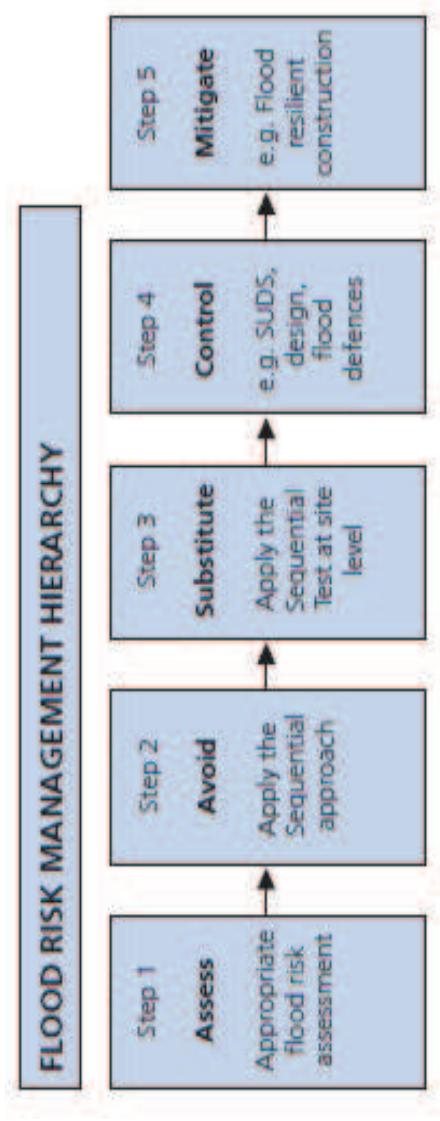 FLOOD RISK MANAGEMENT HIERARCHY
Step 1
Assess
Appropriate
flood risk
assessment
Step 2
Avoid
Apply the
Sequential
approach
Step 3
Substitute
Apply the
Sequential
Test at site
level
Step 4
Control
e.g. SUDS,
design,
flood
defences
Step 5
Mitigate
e.g. Flood
resilient
construction